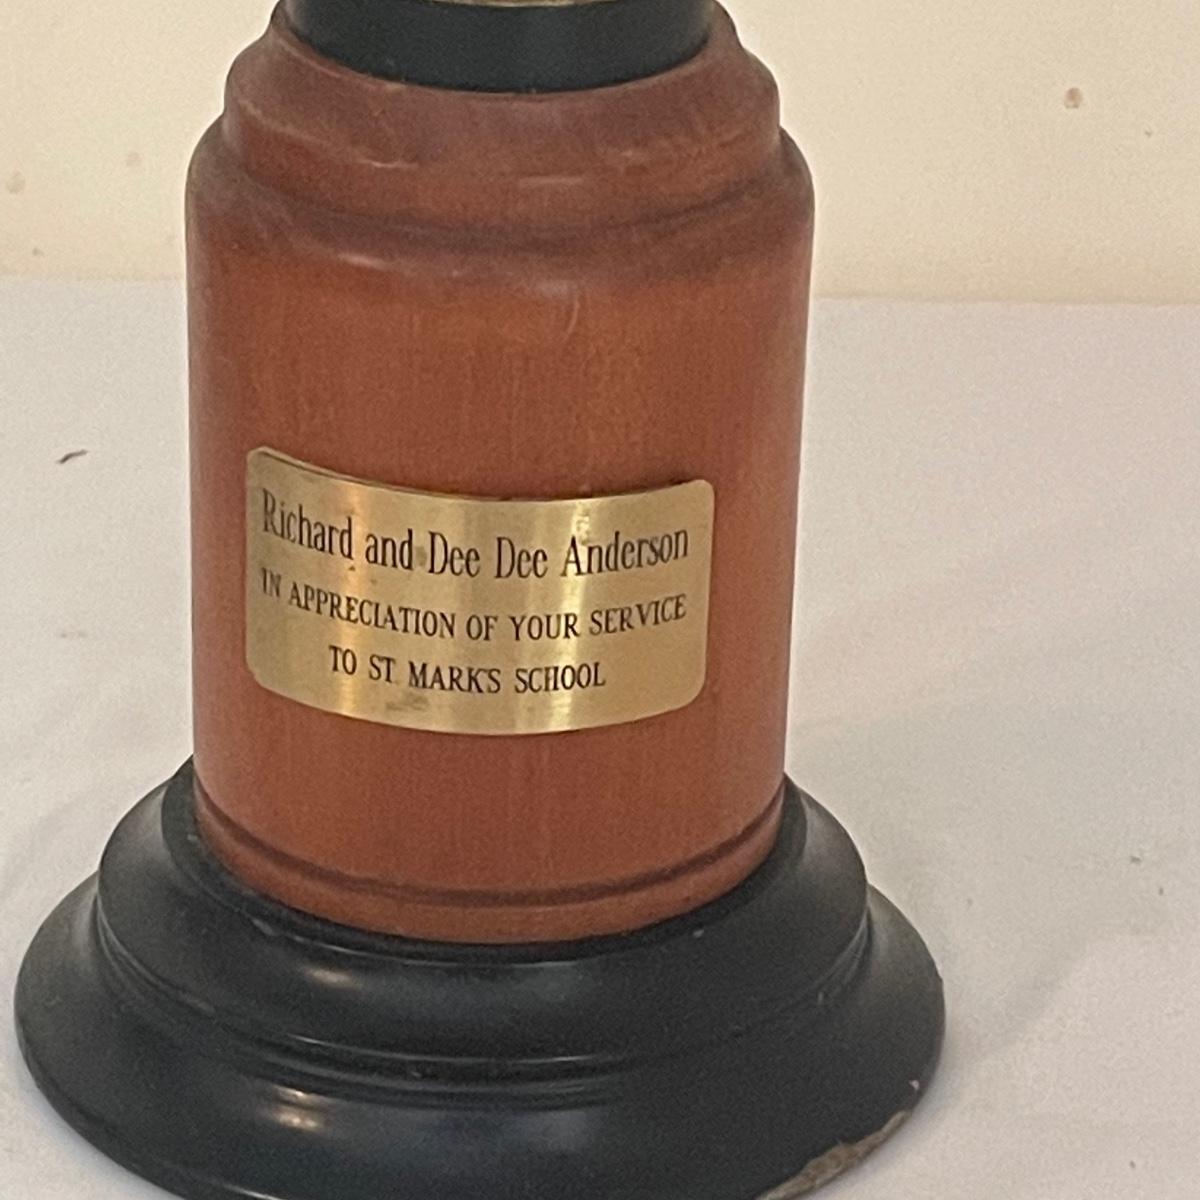 Richard and Dee Dee Anderson
IN APPRECIATION OF YOUR SERVICE
TO ST. MARK'S SCHOOL